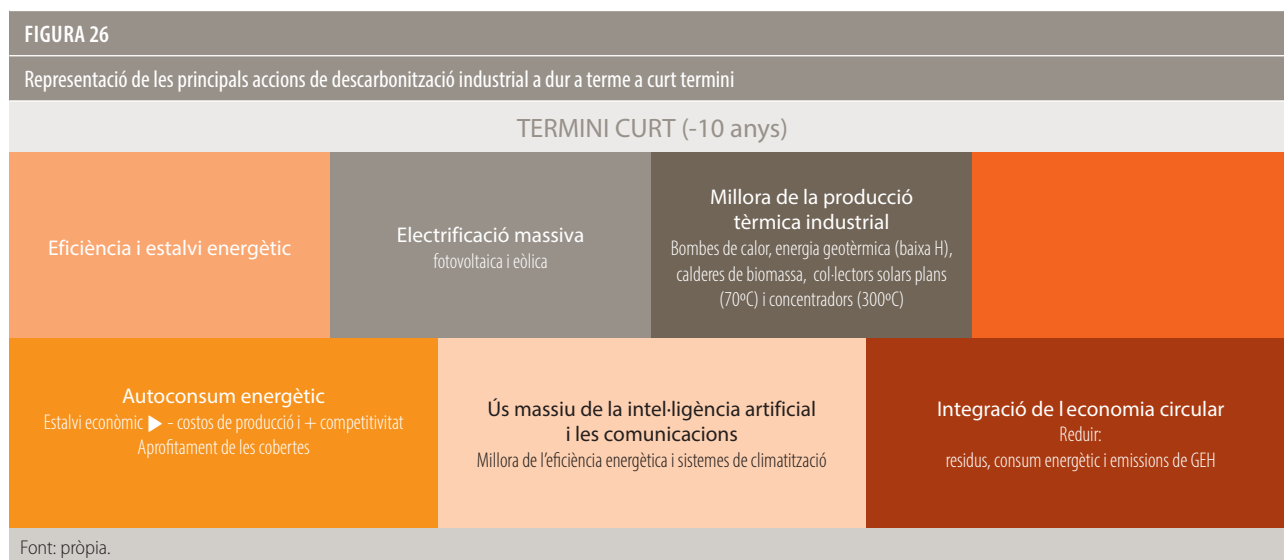 FIGURA 26
Representació de les principals accions de descarbonització industrial a dur a terme a curt termini
TERMINI CURT (-10 anys)
Eficiència i estalvi energètic
Electrificació massiva
fotovoltaica i eòlica
Millora de la producció
tèrmica industrial
Bombes de calor, energia geotèrmica (baixa H),
calderes de biomassa, col·lectors solars plans
(70ºC) i concentradors (300ºC)
Autoconsum energètic
Estalvi econòmic ▶ - costos de producció i + competitivitat
Aprofitament de les cobertes
Ús massiu de la intel·ligència artificial
i les comunicacions
Millora de l’eficiència energètica i sistemes de climatització
Integració de l economia circular
Reduir:
residus, consum energètic i emissions de GEH
Font: pròpia.